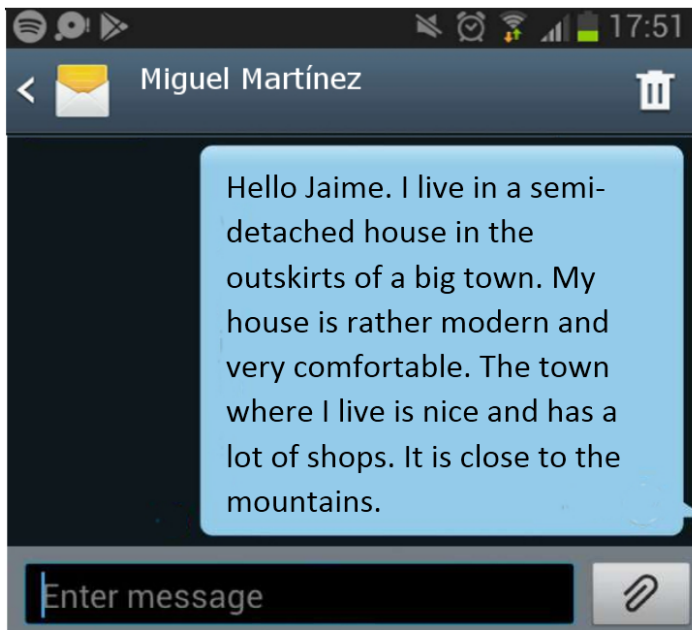 17:51
Miguel Martínez
Hello Jaime. I live in a semi-
detached house in the
outskirts of a big town. My
house is rather modern and
very comfortable. The town
where I live is nice and has a
lot of shops. It is close to the
mountains.
Enter message